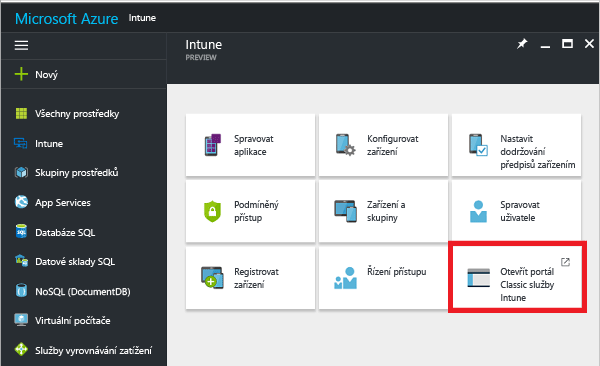 Microsoft Azure Intune
Intune
PREVIEW
Nový
Všechny prostředky
Intune
Skupiny prostředků
App Services
Databáze SQL
Datové sklady SQL
NoSQL (DocumentDB)
Virtuální počítače
Služby vyrovnávání zatížení
Spravovat
aplikace
Konfigurovat
zařízení
Nastavit
dodržování
předpisů zařízením
Podmíněný
přístup
Zařízení a
skupiny
Spravovat
uživatele
Registrovat
zařízení
Řízení přístupu
Otevřít portál
Classic služby
Intune